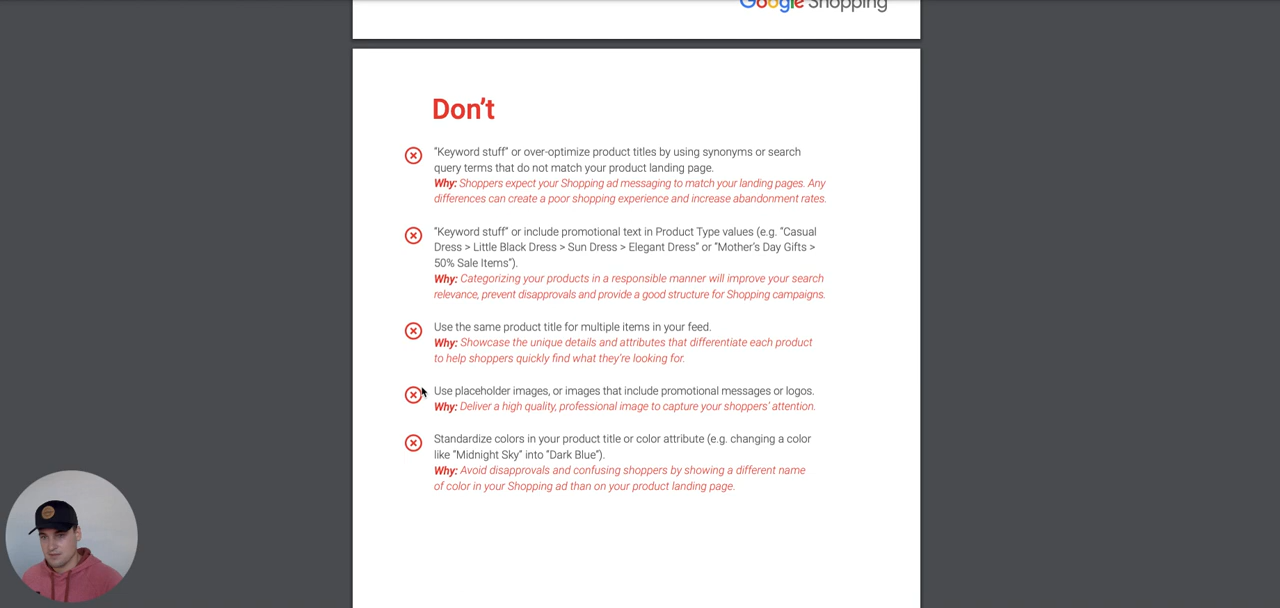 Google Shopping
Don’t
“Keyword stuff” or over-optimize product titles by using synonyms or search
query terms that do not match your product landing page.
Why: Shoppers expect your Shopping ad messaging to match your landing pages. Any
differences can create a poor shopping experience and increase abandonment rates.
“Keyword stuff” or include promotional text in Product Type values (e.g. “Casual
Dress > Little Black Dress > Sun Dress > Elegant Dress” or “Mother’s Day Gifts >
50% Sale Items”).
Why: Categorizing your products in a responsible manner will improve your search
relevance, prevent disapprovals and provide a good structure for Shopping campaigns.
Use the same product title for multiple items in your feed.
Why: Showcase the unique details and attributes that differentiate each product
to help shoppers quickly find what they’re looking for.
Use placeholder images, or images that include promotional messages or logos.
Why: Deliver a high quality, professional image to capture your shoppers’ attention.
Standardize colors in your product title or color attribute (e.g. changing a color
like “Midnight Sky” into “Dark Blue”).
Why: Avoid disapprovals and confusing shoppers by showing a different name
of color in your Shopping ad than on your product landing page.